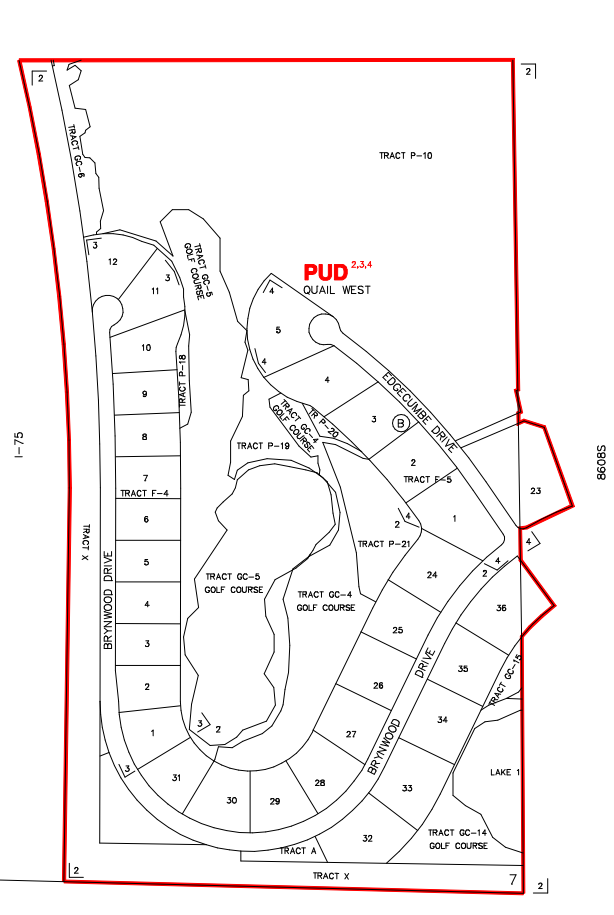 2
2
TRACT P-10
TRACT GC-6
3
12
3
11
TRACT GC-5
GOLF COURSE
PUD 2,3,4
QUAIL WEST
4
5
4
10
9
8
7
TRACT F-4
6
5
4
3
2
1
TRACT P-18
4
3
B
2
TRACT F-5
1
EDGECUMBE DRIVE
TRACT GC-4
GOLF COURSE
TR P-20
TRACT P-19
I-75
8608S
23
4
4
2
TRACT P-21
4
2
24
36
TRACT X
BRYNWOOD DRIVE
TRACT GC-5
GOLF COURSE
TRACT GC-4
GOLF COURSE
25
35
TRACT GC-15
26
34
27
BRYNWOOD DRIVE
3
2
3
31
30
29
28
33
32
LAKE 1
TRACT GC-14
GOLF COURSE
TRACT A
2
TRACT X
7
2